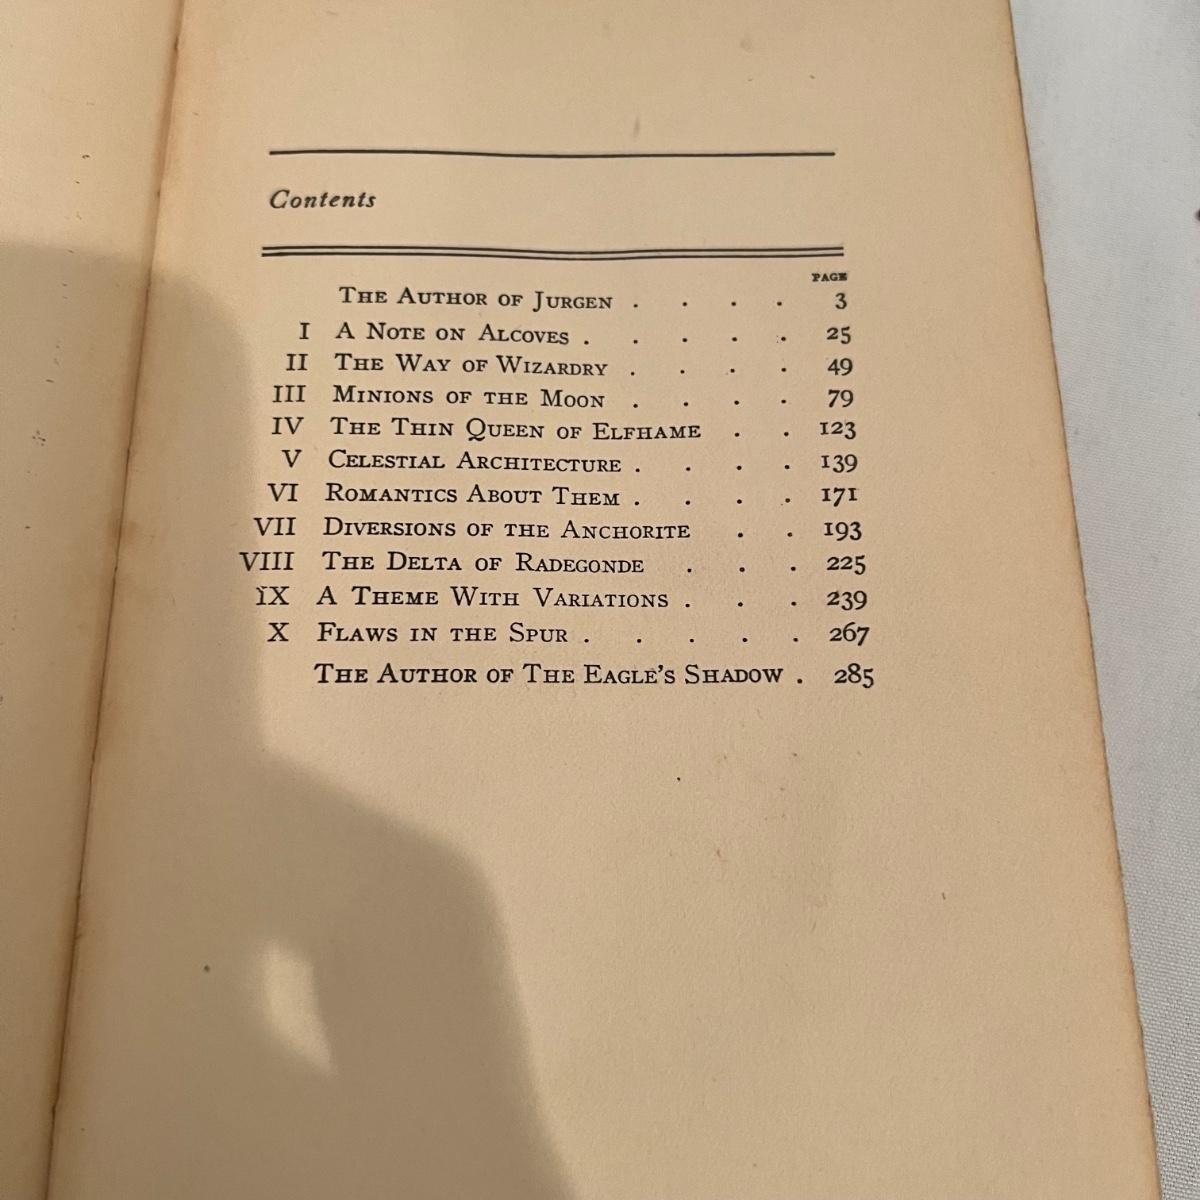 Contents
PAGE
The Author of Jurgen . . . . 3
I A Note on Alcoves . . . . . 25
II The Way of Wizardry . . . . 49
III Minions of the Moon . . . . 79
IV The Thin Queen of Elfhame . . 123
V Celestial Architecture . . . . 139
VI Romantics About Them . . . . 171
VII Diversions of the Anchorite . . 193
VIII The Delta of Radegonde . . . 225
IX A Theme With Variations . . . 239
X Flaws in the Spur . . . . . 267
The Author of The Eagle's Shadow . 285